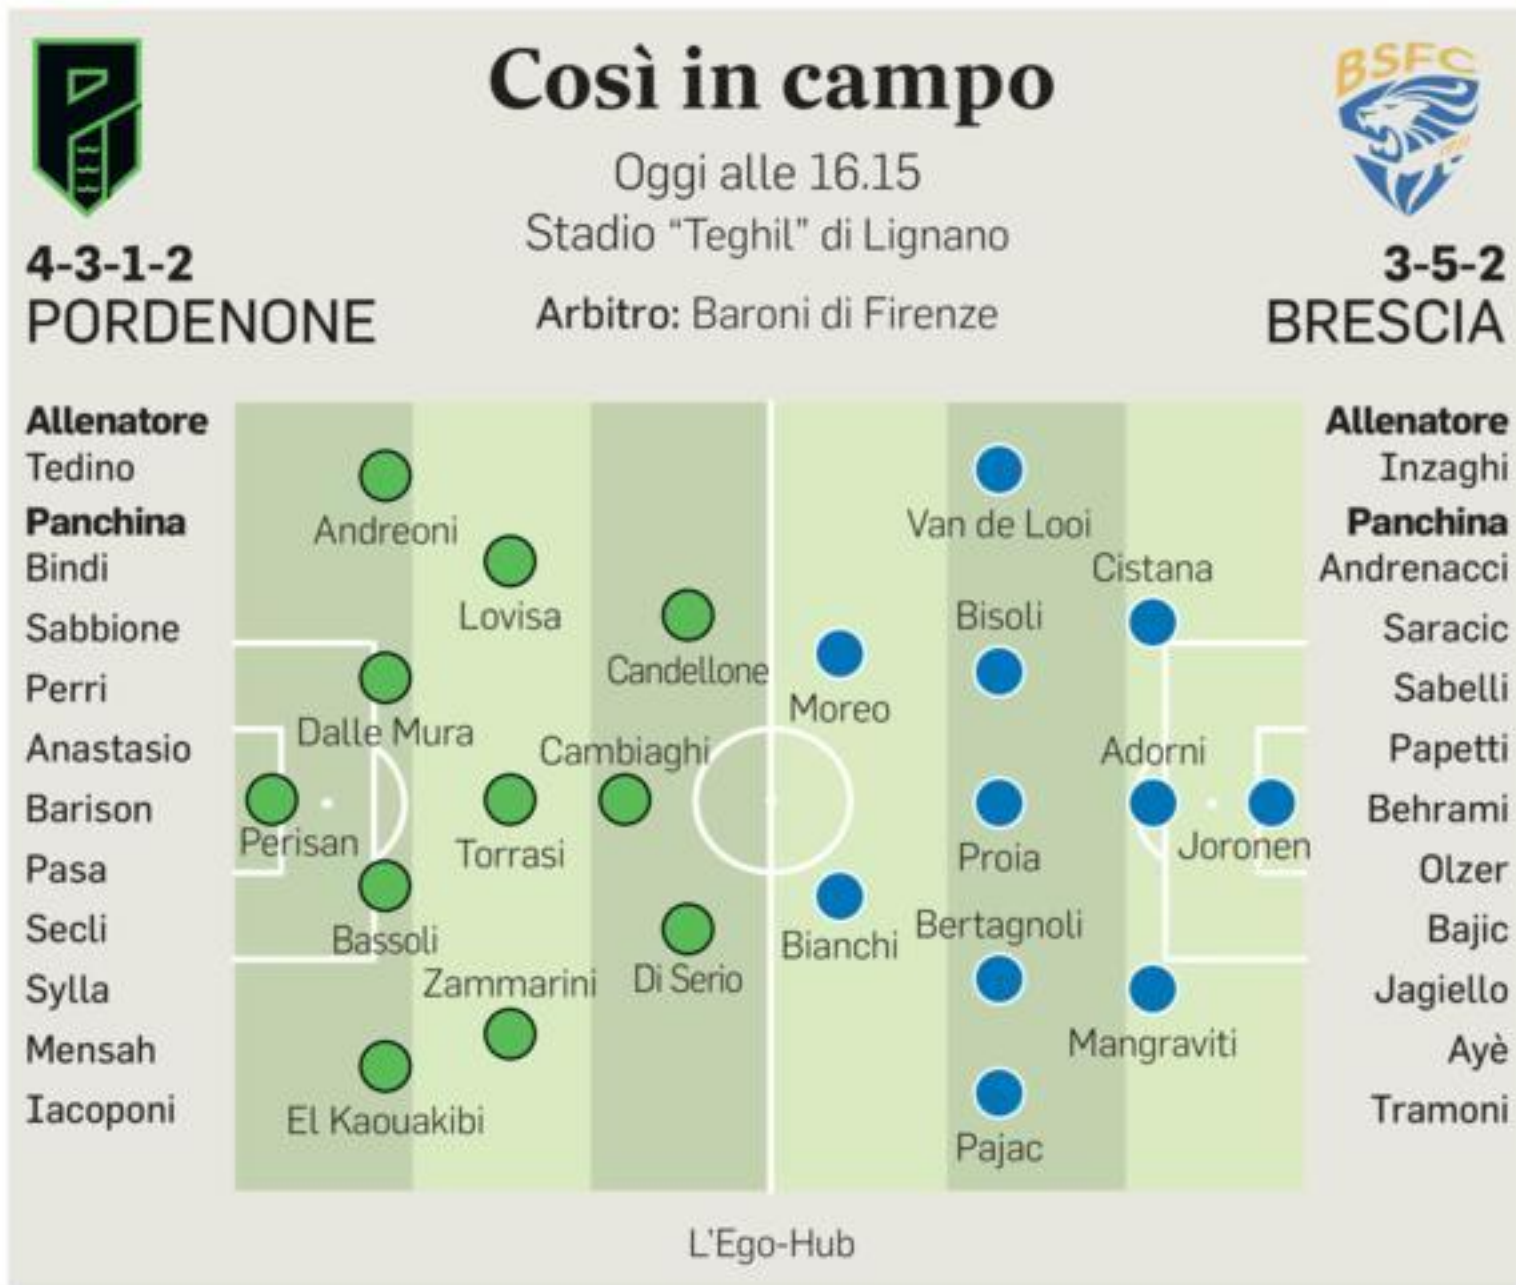 BSFC
Così in campo
Oggi alle 16.15
Stadio “Teghil” di Lignano
Arbitro: Baroni di Firenze
4-3-1-2
PORDENONE
3-5-2
BRESCIA
Allenatore
Tedino
Panchina
Bindi
Sabbione
Perri
Anastasio
Barison
Pasa
Secli
Sylla
Mensah
Iacoponi
Andreoni
Lovisa
Candellone
Dalle Mura
Cambiaghi
Perisan
Torrasi
Bassoli
Zammarini
Di Serio
El Kaouakibi
Van de Looi
Cistana
Bisoli
Moreo
Adorni
Proia
Joronen
Bertagnoli
Bianchi
Mangraviti
Pajac
Allenatore
Inzaghi
Panchina
Andrenacci
Saracic
Sabelli
Papetti
Behrami
Olzer
Bajic
Jagiello
Ayè
Tramoni
L'Ego-Hub